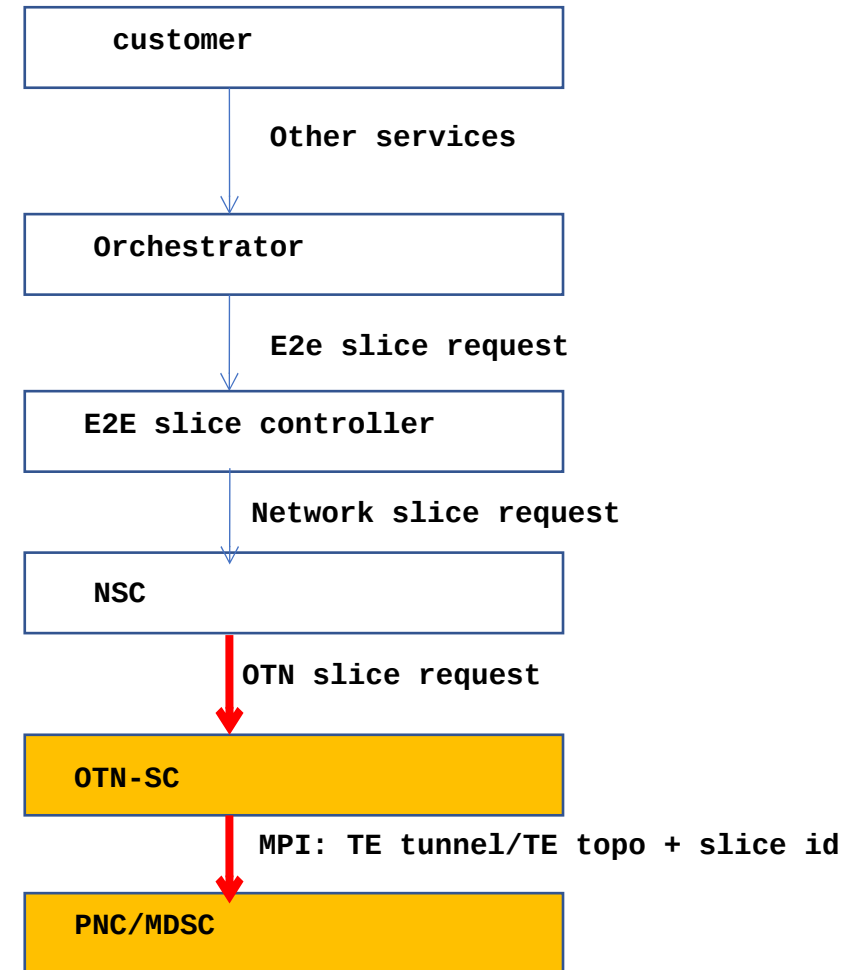 customer
Other services
Orchestrator
E2e slice request
E2E slice controller
Network slice request
NSC
OTN slice request
OTN-SC
MPI: TE tunnel/TE topo + slice id
PNC/MDSC